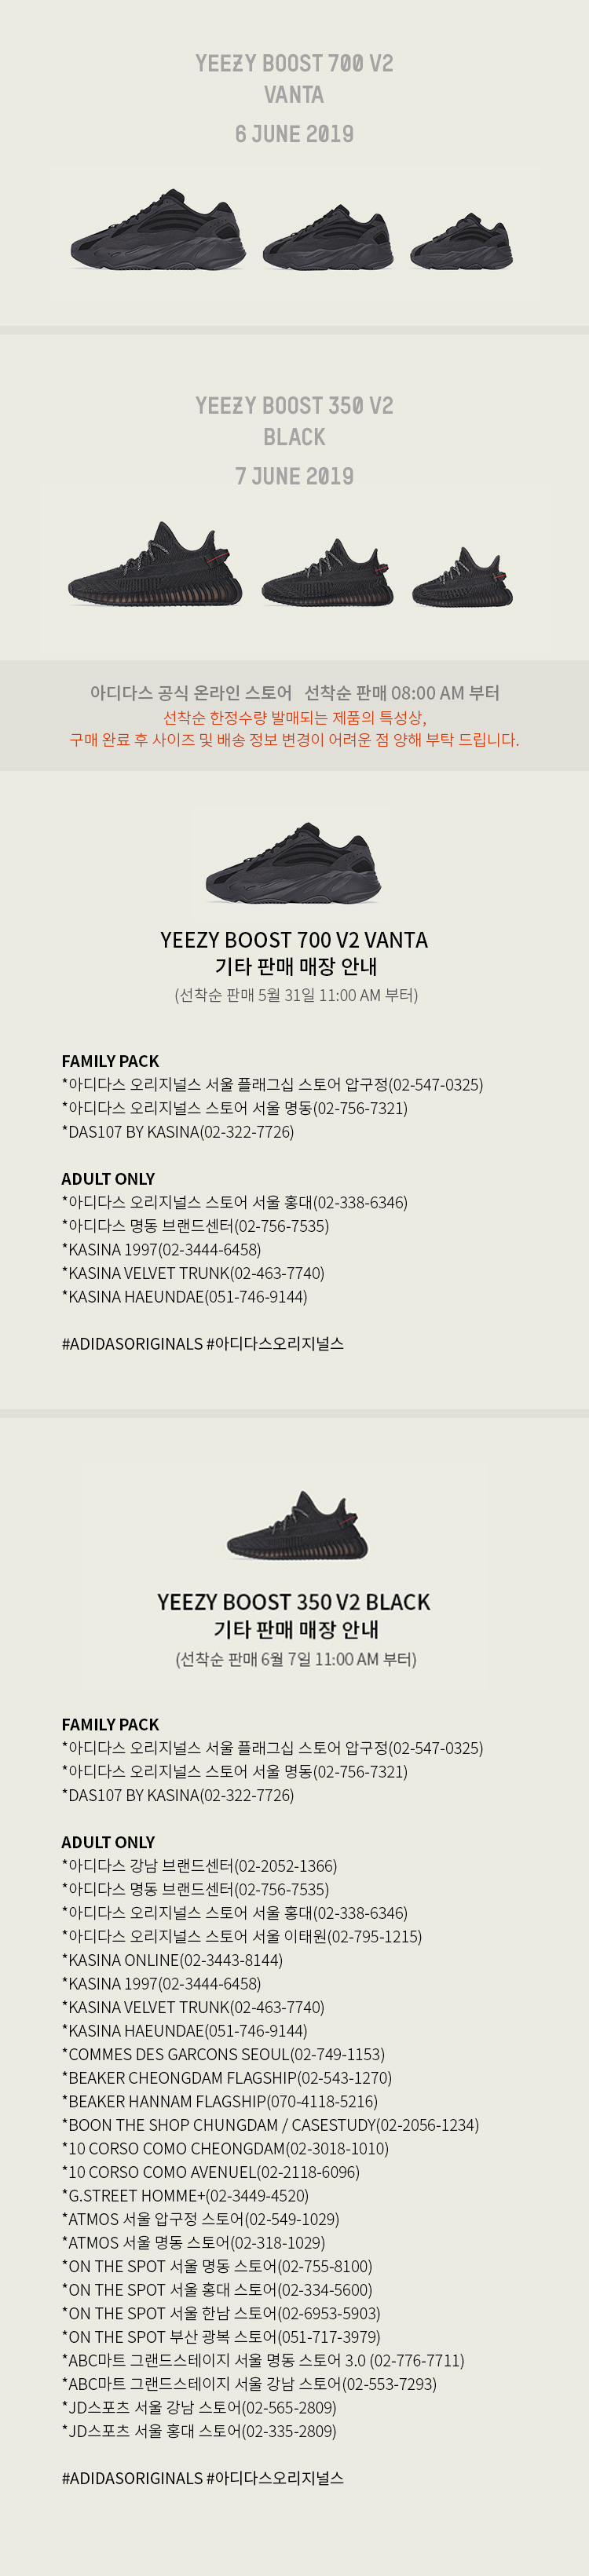 YEEZY BOOST 700 V2
VANTA
6 JUNE 2019
YEEZY BOOST 350 V2
BLACK
7 JUNE 2019
아디다스 공식 온라인 스토어 선착순 판매 08:00 AM 부터
선착순 한정수량 발매되는 제품의 특성상,
구매 완료 후 사이즈 및 배송 정보 변경이 어려운 점 양해 부탁 드립니다.
YEEZY BOOST 700 V2 VANTA
기타 판매 매장 안내
(선착순 판매 5월 31일 11:00 AM 부터)
FAMILY PACK
*아디다스 오리지널스 서울 플래그십 스토어 압구정(02-547-0325)
*아디다스 오리지널스 스토어 서울 명동(02-756-7321)
*DAS107 BY KASINA(02-322-7726)
ADULT ONLY
*아디다스 오리지널스 스토어 서울 홍대(02-338-6346)
*아디다스 명동 브랜드센터(02-756-7535)
*KASINA 1997(02-3444-6458)
*KASINA VELVET TRUNK(02-463-7740)
*KASINA HAEUNDAE(051-746-9144)
#ADIDASORIGINALS #아디다스오리지널스
YEEZY BOOST 350 V2 BLACK
기타 판매 매장 안내
(선착순 판매 6월 7일 11:00 AM 부터)
FAMILY PACK
*아디다스 오리지널스 서울 플래그십 스토어 압구정(02-547-0325)
*아디다스 오리지널스 스토어 서울 명동(02-756-7321)
*DAS107 BY KASINA(02-322-7726)
ADULT ONLY
*아디다스 강남 브랜드센터(02-2052-1366)
*아디다스 명동 브랜드센터(02-756-7535)
*아디다스 오리지널스 스토어 서울 홍대(02-338-6346)
*아디다스 오리지널스 스토어 서울 이태원(02-795-1215)
*KASINA ONLINE(02-3443-8144)
*KASINA 1997(02-3444-6458)
*KASINA VELVET TRUNK(02-463-7740)
*KASINA HAEUNDAE(051-746-9144)
*COMMES DES GARCONS SEOUL(02-749-1153)
*BEAKER CHEONGDAM FLAGSHIP(02-543-1270)
*BEAKER HANNAM FLAGSHIP(070-4118-5216)
*BOON THE SHOP CHUNGDAM / CASESTUDY(02-2056-1234)
*10 CORSO COMO CHEONGDAM(02-3018-1010)
*10 CORSO COMO AVENUEL(02-2118-6096)
*G.STREET HOMME+(02-3449-4520)
*ATMOS 서울 압구정 스토어(02-549-1029)
*ATMOS 서울 명동 스토어(02-318-1029)
*ON THE SPOT 서울 명동 스토어(02-755-8100)
*ON THE SPOT 서울 홍대 스토어(02-334-5600)
*ON THE SPOT 서울 한남 스토어(02-6953-5903)
*ON THE SPOT 부산 광복 스토어(051-717-3979)
*ABC마트 그랜드스테이지 서울 명동 스토어 3.0 (02-776-7711)
*ABC마트 그랜드스테이지 서울 강남 스토어(02-553-7293)
*JD스포츠 서울 강남 스토어(02-565-2809)
*JD스포츠 서울 홍대 스토어(02-335-2809)
#ADIDASORIGINALS #아디다스오리지널스